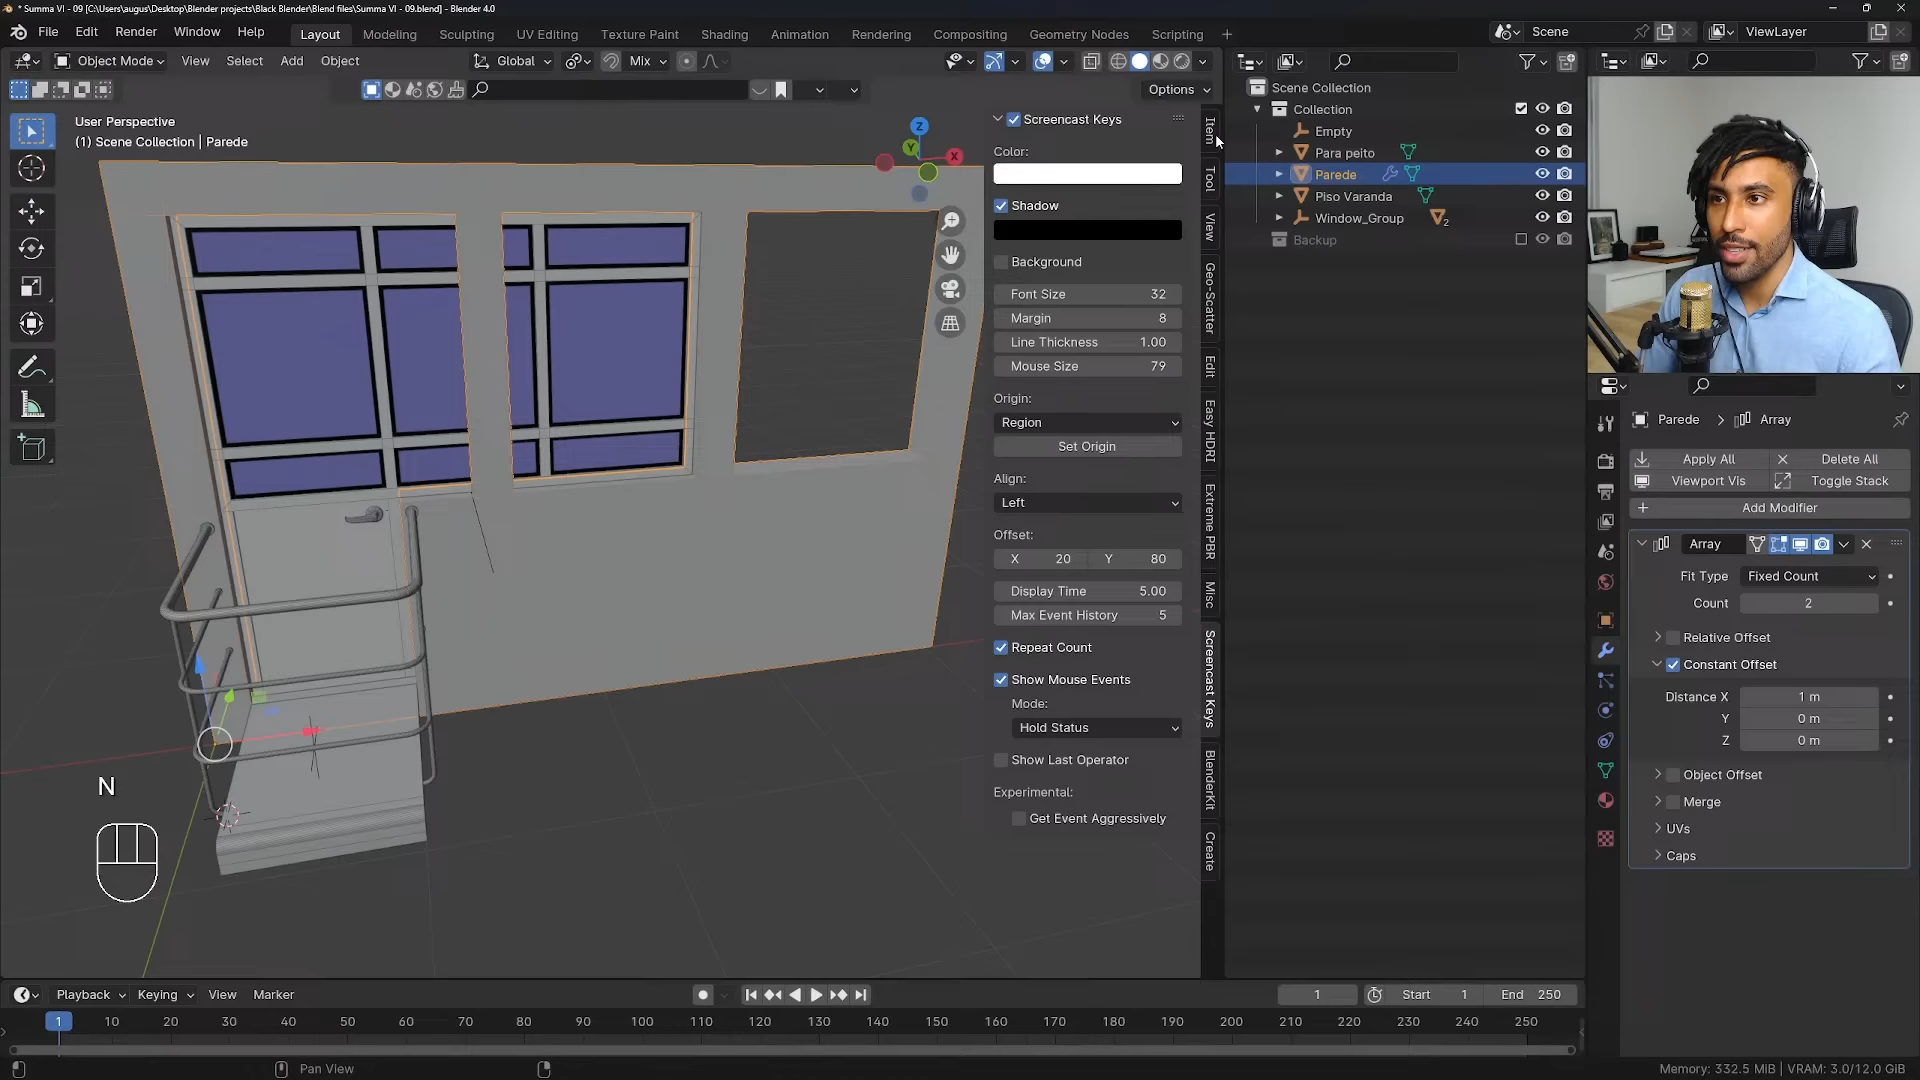 * Summa VI - 09 [C:\Users\augus\Desktop\Blender projects\Black Blender\Blend files\Summa VI - 09.blend] - Blender 4.0
File Edit Render Window Help
Layout Modeling Sculpting UV Editing Texture Paint Shading Animation Rendering Compositing Geometry Nodes Scripting +
Scene
ViewLayer
Object Mode View Select Add Object
Global
Mix
Options
User Perspective
(1) Scene Collection | Parede
Z
Y
X
Screencast Keys
Color:
Shadow
Background
Font Size 32
Margin 8
Line Thickness 1.00
Mouse Size 79
Origin:
Region
Set Origin
Align:
Left
Offset:
X 20 Y 80
Display Time 5.00
Max Event History 5
Repeat Count
Show Mouse Events
Mode:
Hold Status
Show Last Operator
Experimental:
Get Event Aggressively
Item
Tool
View
Geo-Scatter
Edit
Easy HDRI
Extreme PBR
Misc
Screencast Keys
BlenderKit
Create
Scene Collection
Collection
Empty
Para peito
Parede
Piso Varanda
Window_Group 2
Backup
Parede > Array
Apply All Delete All
Viewport Vis Toggle Stack
Add Modifier
Array
Fit Type Fixed Count
Count 2
Relative Offset
Constant Offset
Distance X 1 m
Y 0 m
Z 0 m
Object Offset
Merge
UVs
Caps
N
Playback Keying View Marker
1 Start 1 End 250
1 10 20 30 40 50 60 70 80 90 100 110 120 130 140 150 160 170 180 190 200 210 220 230 240 250
Pan View
Memory: 332.5 MiB | VRAM: 3.0/12.0 GiB